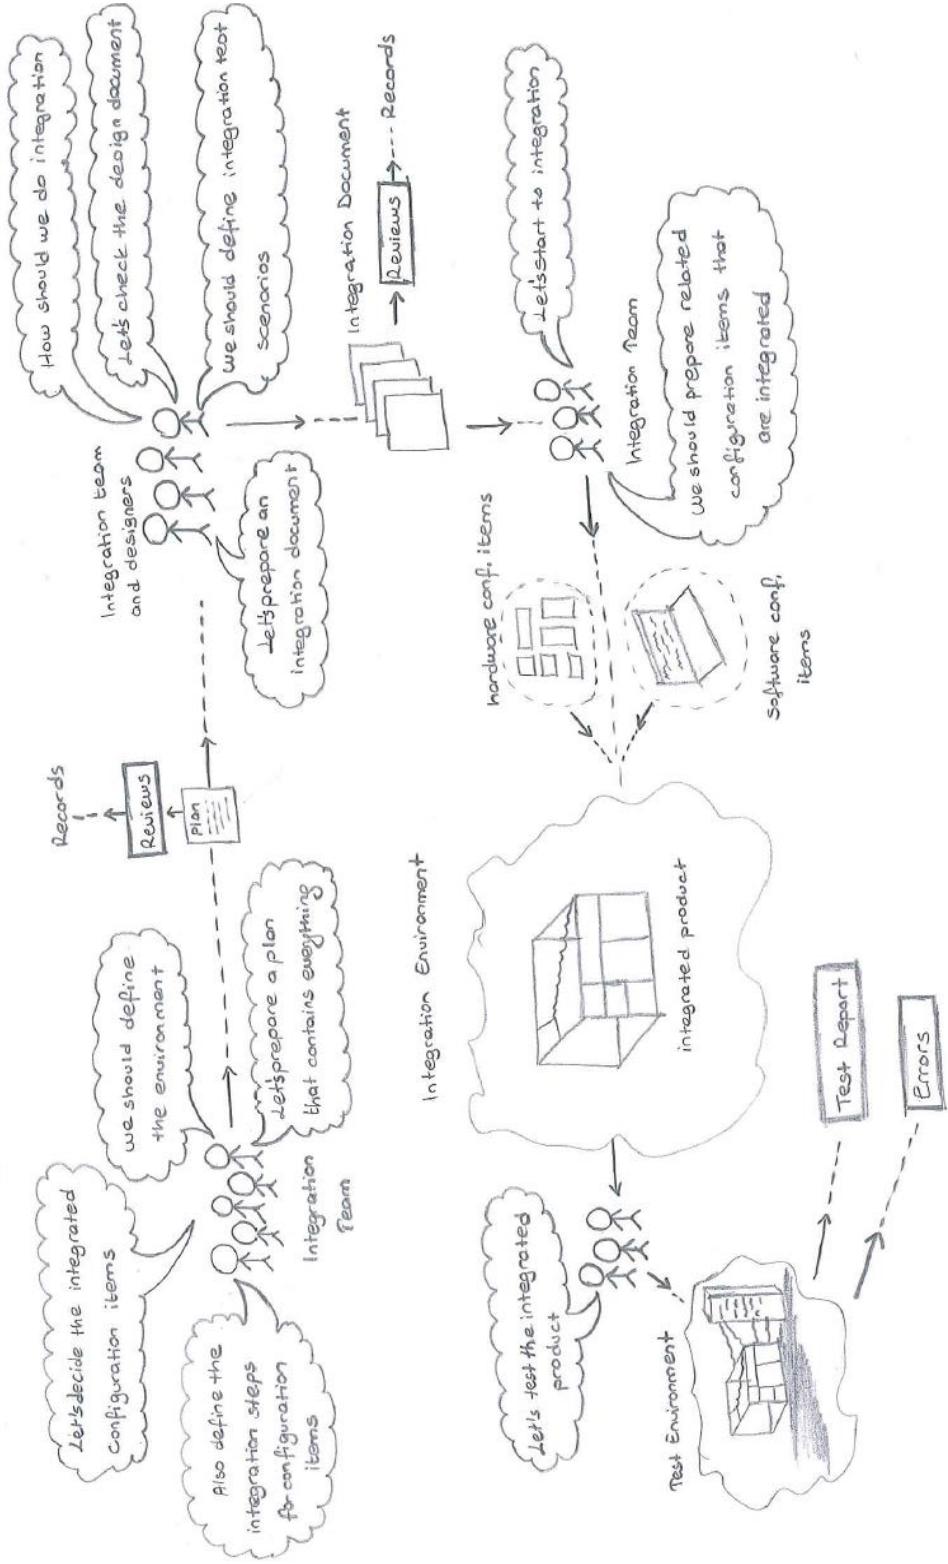 Let's decide the integrated
configuration items
we should define
the environment
Also define the
integration steps
for configuration
items
Let's prepare a plan
that contains everything
Integration
Team
Records
Reviews
Plan
Integration team
and designers
How should we do integration
Let's check the design document
we should define integration test
scenarios
Let's prepare an
integration document
Integration Document
Reviews
Records
Let's start to integration
Integration Team
We should prepare related
configuration items that
are integrated
hardware conf. items
Software conf.
items
Integration Environment
integrated product
Let's test the integrated
product
Test Environment
Test Report
Errors